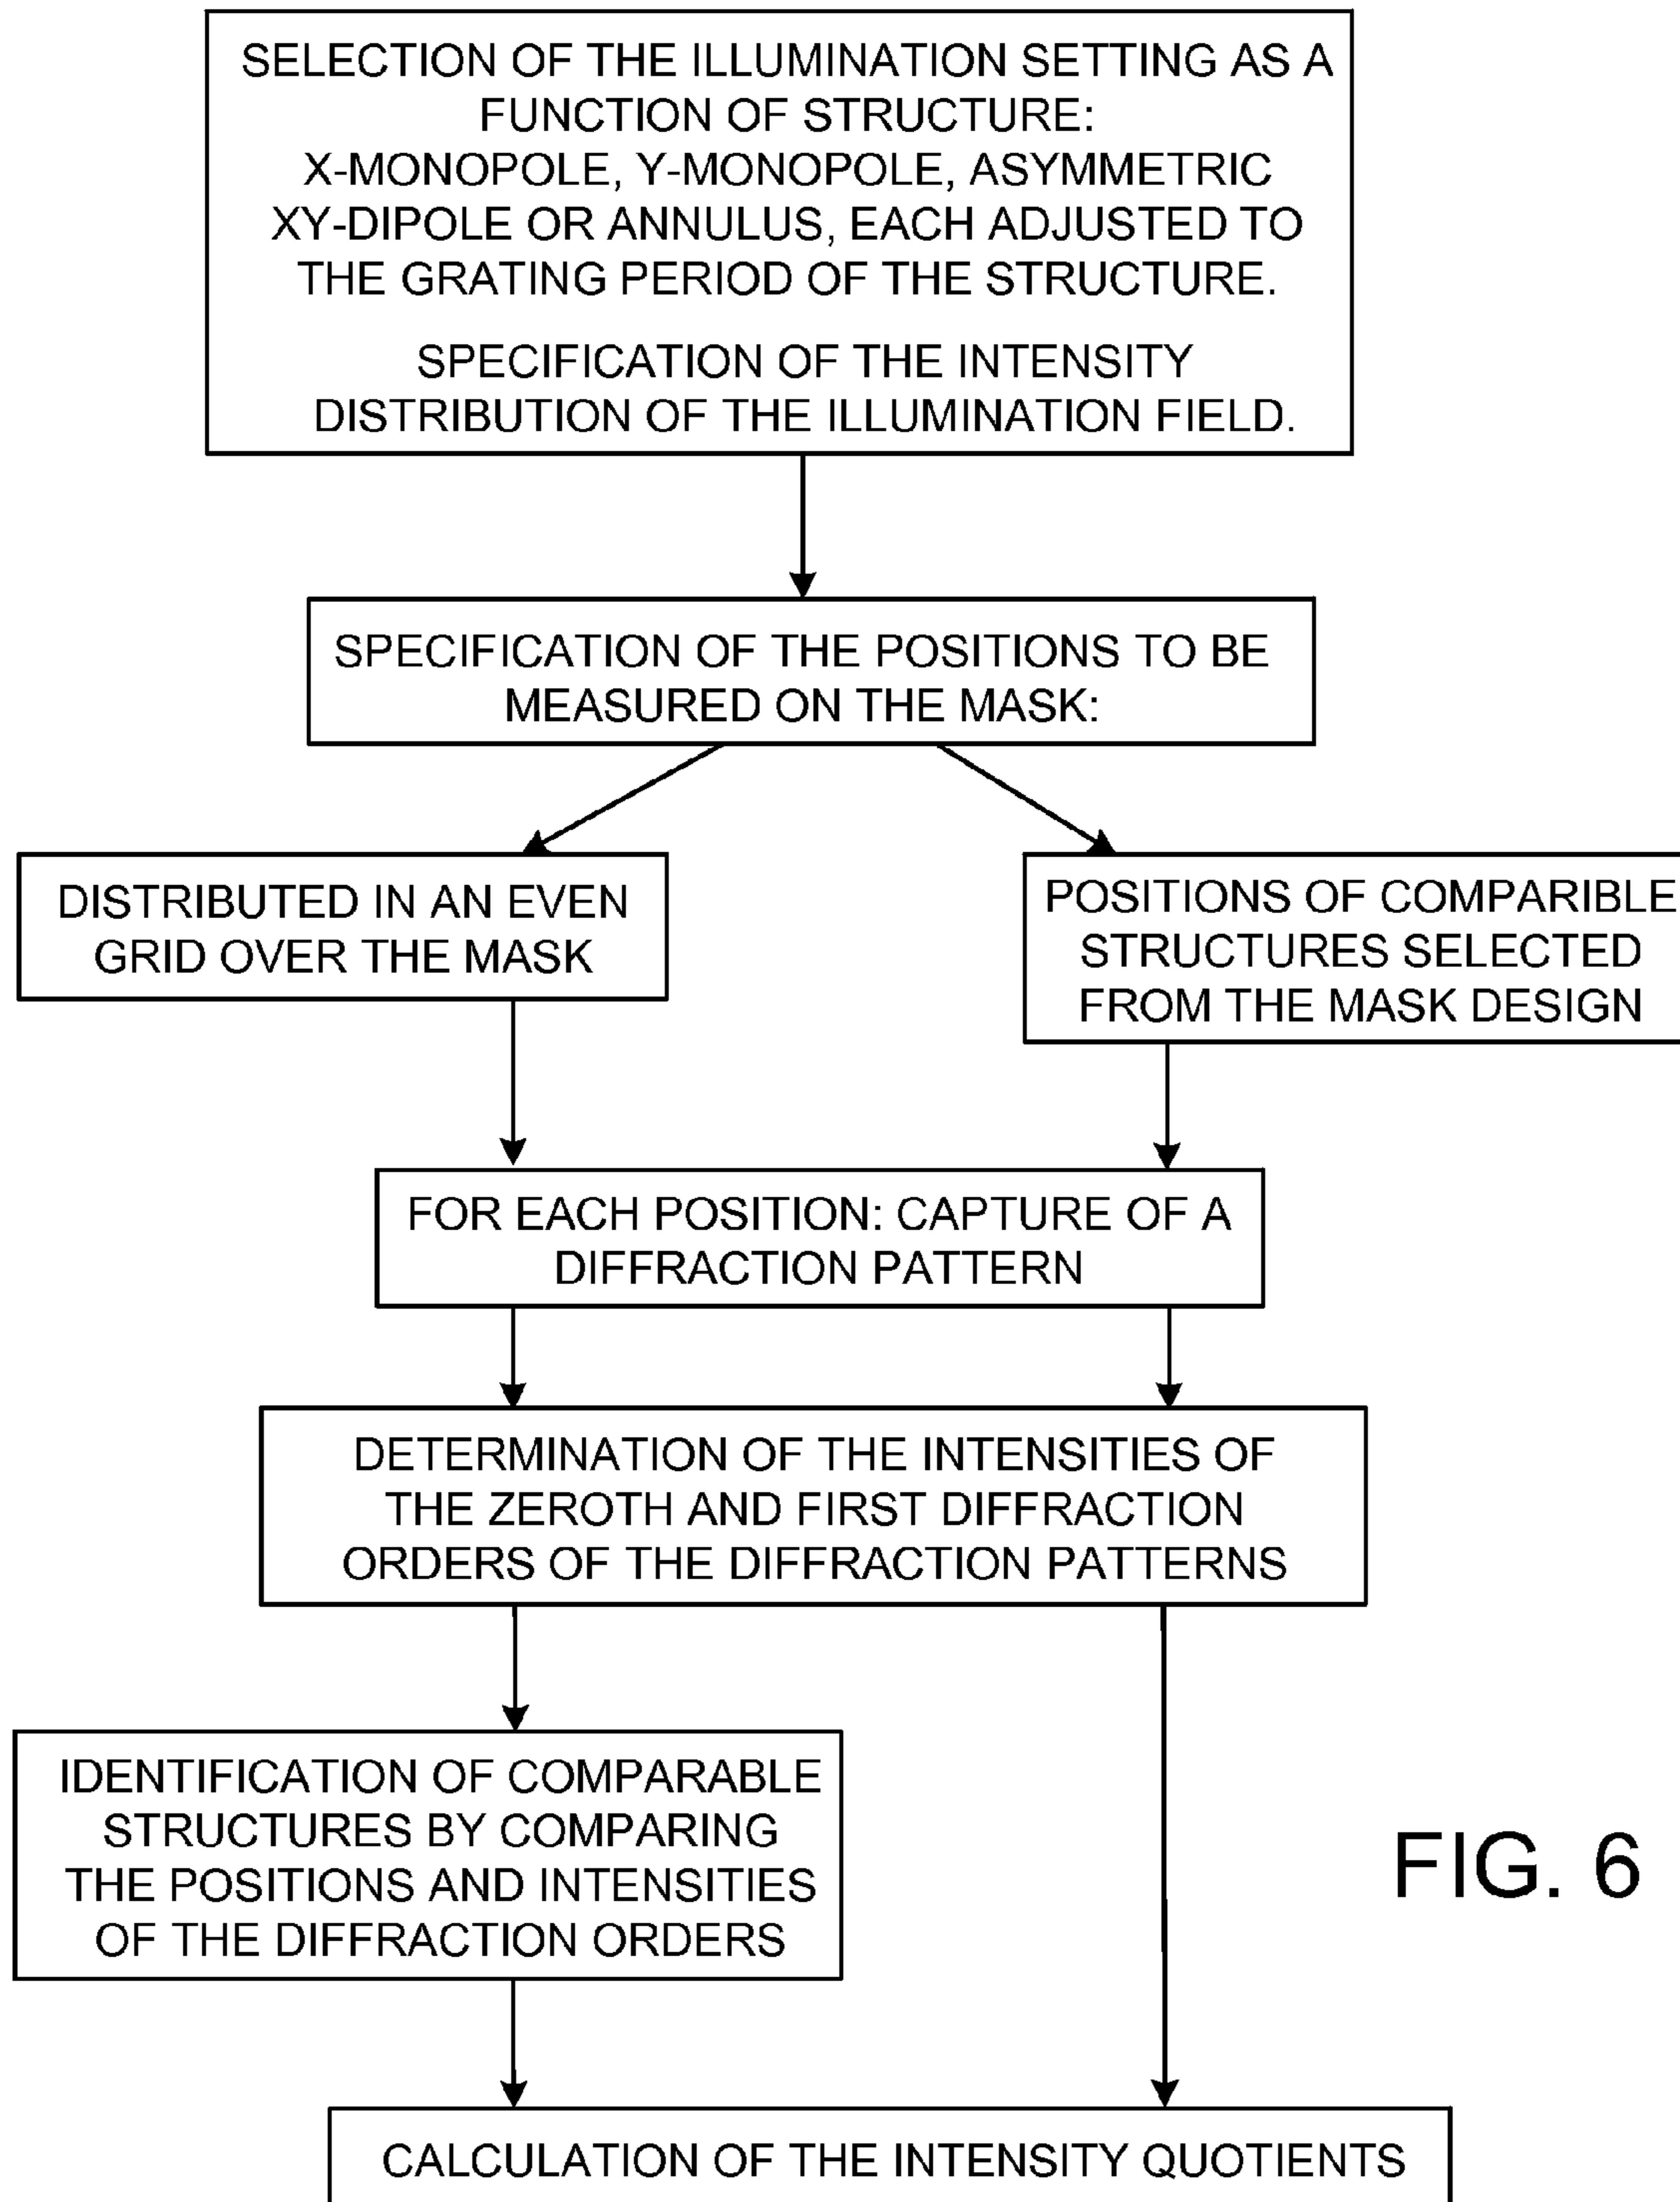 SELECTION OF THE ILLUMINATION SETTING AS A
FUNCTION OF STRUCTURE:
X-MONOPOLE, Y-MONOPOLE, ASYMMETRIC
XY-DIPOLE OR ANNULUS, EACH ADJUSTED TO
THE GRATING PERIOD OF THE STRUCTURE.
SPECIFICATION OF THE INTENSITY
DISTRIBUTION OF THE ILLUMINATION FIELD.
SPECIFICATION OF THE POSITIONS TO BE
MEASURED ON THE MASK:
DISTRIBUTED IN AN EVEN
GRID OVER THE MASK
POSITIONS OF COMPARIBLE
STRUCTURES SELECTED
FROM THE MASK DESIGN
FOR EACH POSITION: CAPTURE OF A
DIFFRACTION PATTERN
DETERMINATION OF THE INTENSITIES OF
THE ZEROTH AND FIRST DIFFRACTION
ORDERS OF THE DIFFRACTION PATTERNS
IDENTIFICATION OF COMPARABLE
STRUCTURES BY COMPARING
THE POSITIONS AND INTENSITIES
OF THE DIFFRACTION ORDERS
FIG. 6
CALCULATION OF THE INTENSITY QUOTIENTS